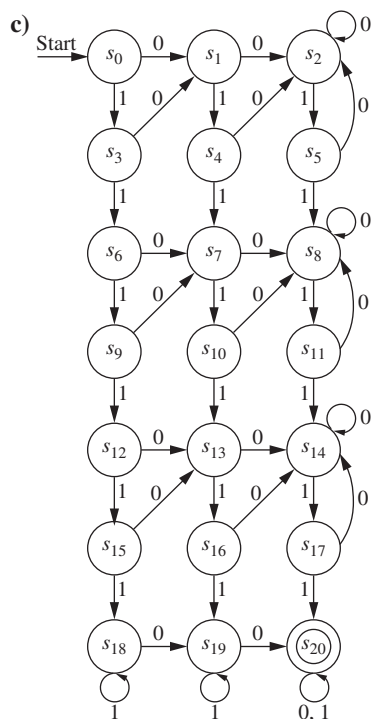 c)
Start
s0 0 s1 0 s2 0
1 0 1 0 1 0
s3 s4 s5
1 1 1
0
s6 0 s7 0 s8
1 0 1 0 1 0
s9 s10 s11
1 1 1
0
s12 0 s13 0 s14
1 0 1 0 1 0
s15 s16 s17
1 1 1
s18 0 s19 0 s20
1 1 0, 1